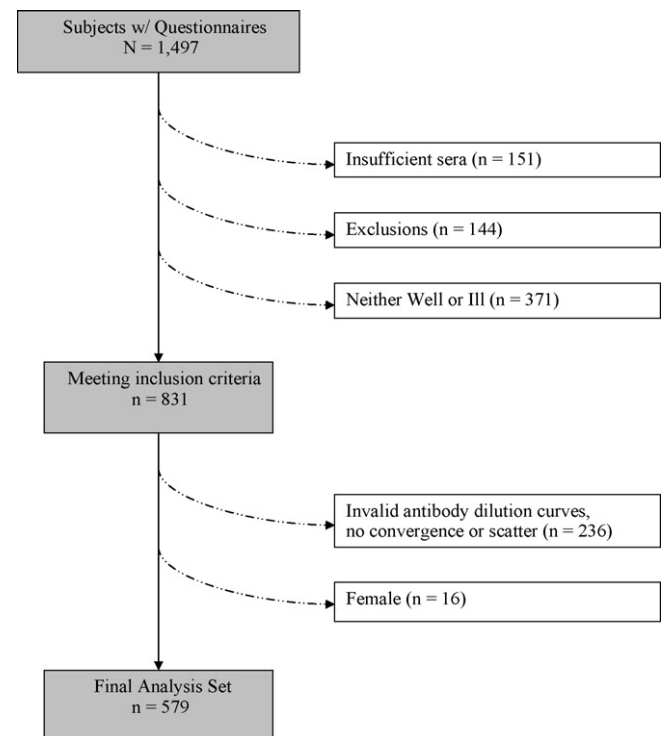 Subjects w/ Questionnaires
N = 1,497
Insufficient sera (n = 151)
Exclusions (n = 144)
Neither Well or Ill (n = 371)
Meeting inclusion criteria
n = 831
Invalid antibody dilution curves,
no convergence or scatter (n = 236)
Female (n = 16)
Final Analysis Set
n = 579